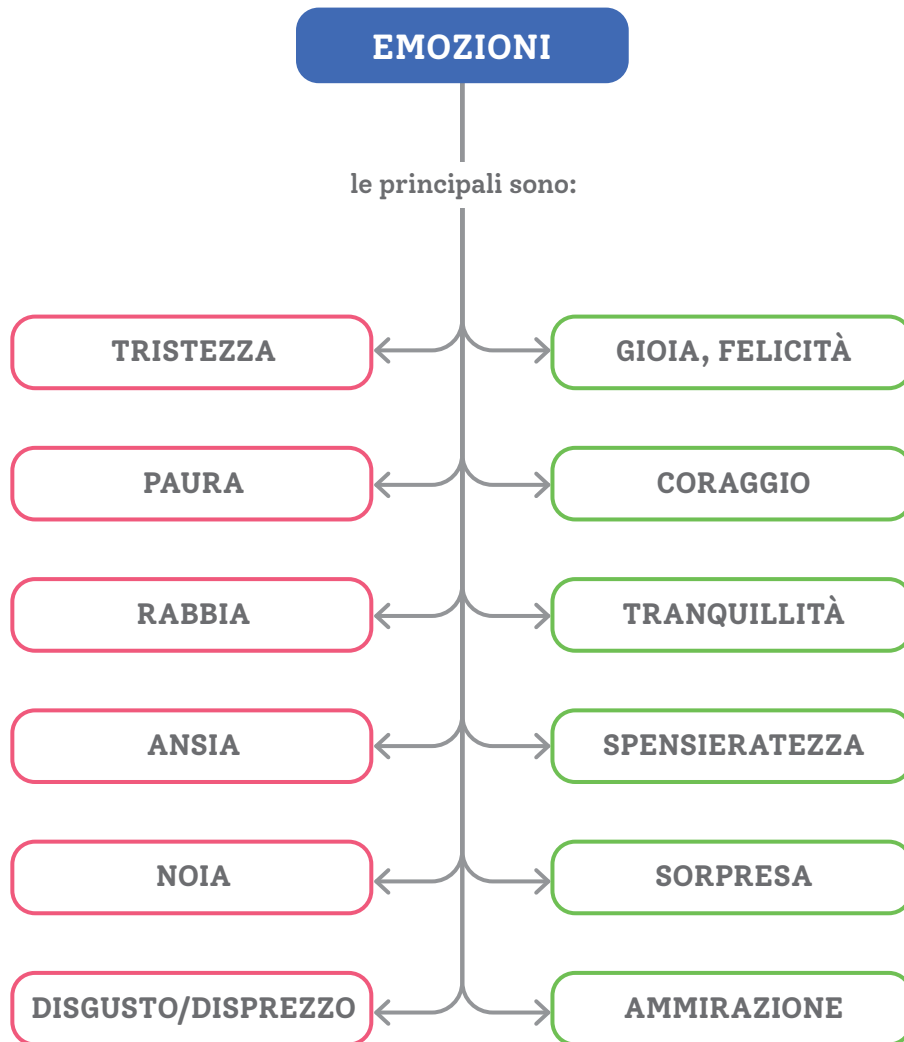 EMOZIONI
le principali sono:
TRISTEZZA
GIOIA, FELICITÀ
PAURA
CORAGGIO
RABBIA
TRANQUILLITÀ
ANSIA
SPENSIERATEZZA
NOIA
SORPRESA
DISGUSTO/DISPREZZO
AMMIRAZIONE